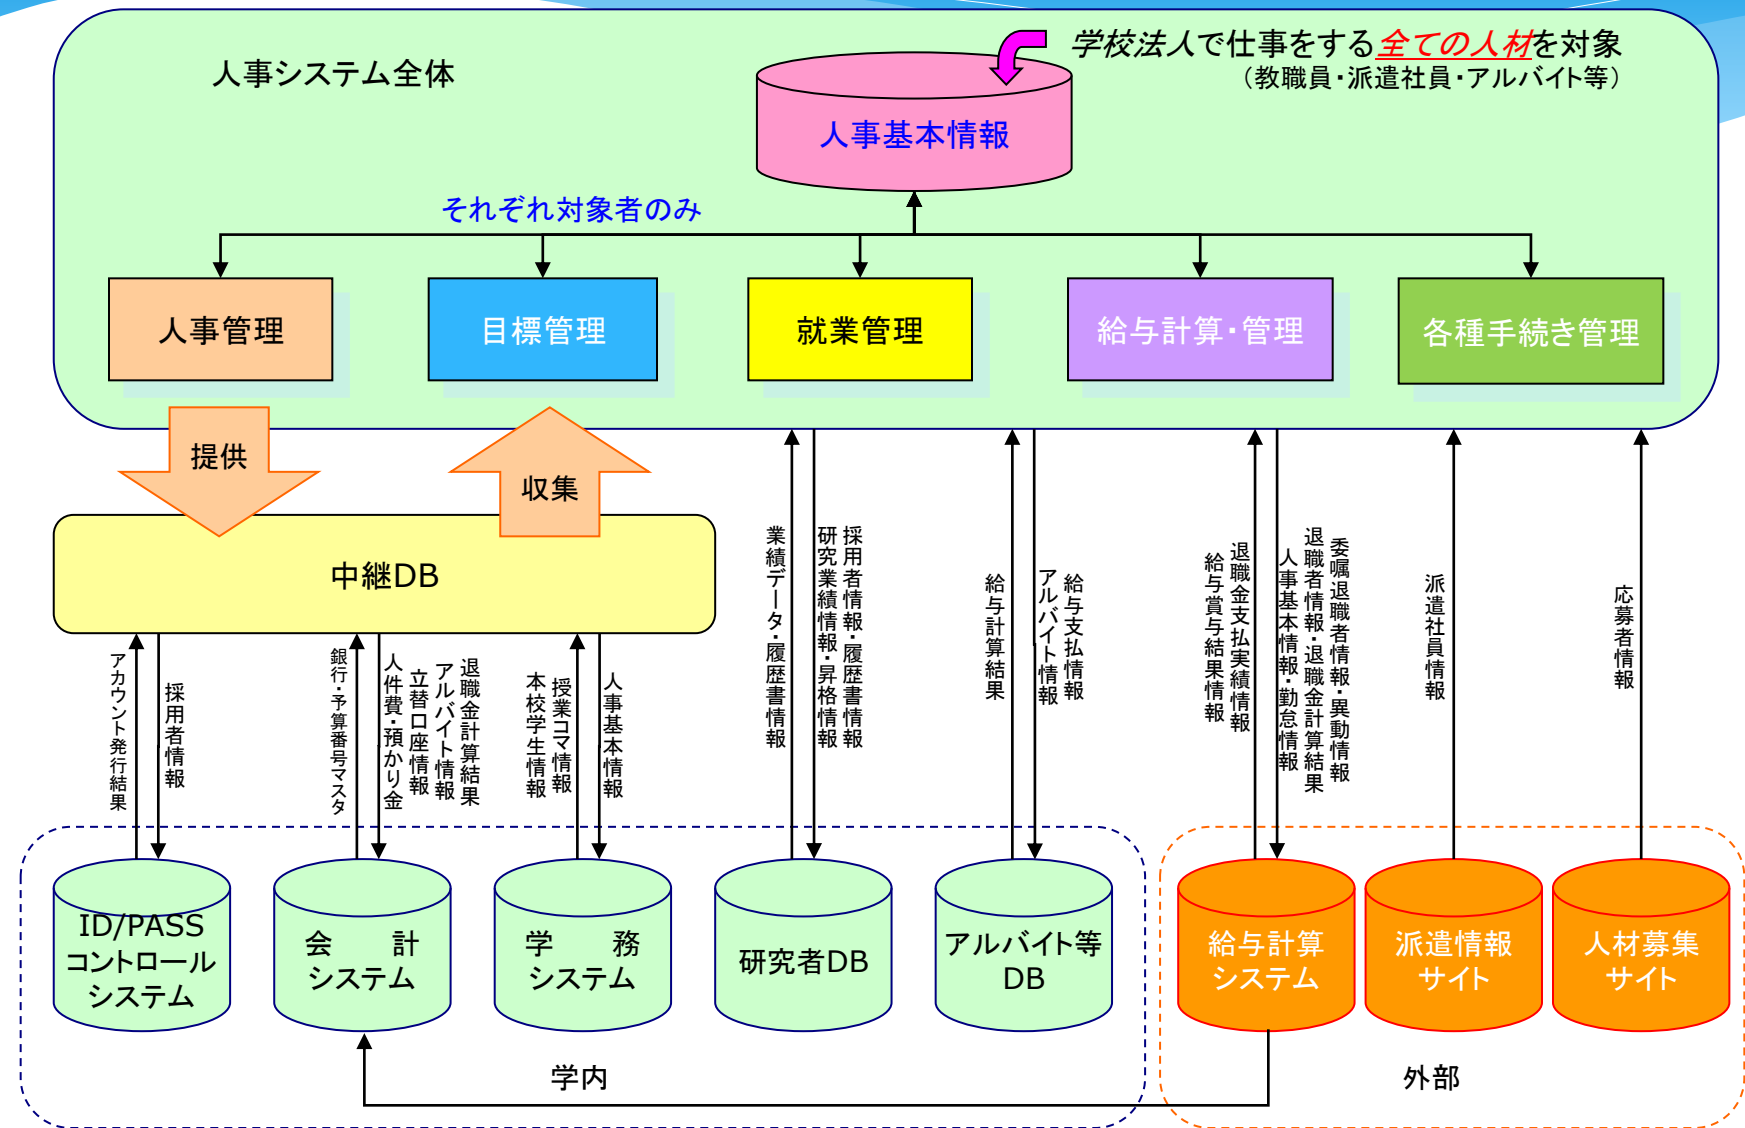 学校法人で仕事をする全ての人材を対象
（教職員・派遣社員・アルバイト等）
人事システム全体
人事基本情報
それぞれ対象者のみ
人事管理
目標管理
就業管理
給与計算・管理
各種手続き管理
提供
収集
中継DB
アカウント発行結果
採用者情報
銀行・予算番号マスタ
人件費・預かり金
立替口座情報
アルバイト情報
退職金計算結果
本校学生情報
授業コマ情報
人事基本情報
業績データ・履歴書情報
研究業績情報・昇格情報
採用者情報・履歴書情報
給与計算結果
アルバイト情報
給与支払情報
給与賞与結果情報
退職金支払実績情報
人事基本情報・勤怠情報
退職者情報・退職金計算結果
委嘱退職者情報・異動情報
派遣社員情報
応募者情報
ID/PASS
コントロール
システム
会　計
システム
学　務
システム
研究者DB
アルバイト等
DB
給与計算
システム
派遣情報
サイト
人材募集
サイト
学内
外部